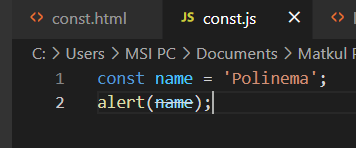 const.html
JS const.js
C: > Users > MSI PC > Documents > Matkul
1 const name = 'Polinema';
2 alert(name);